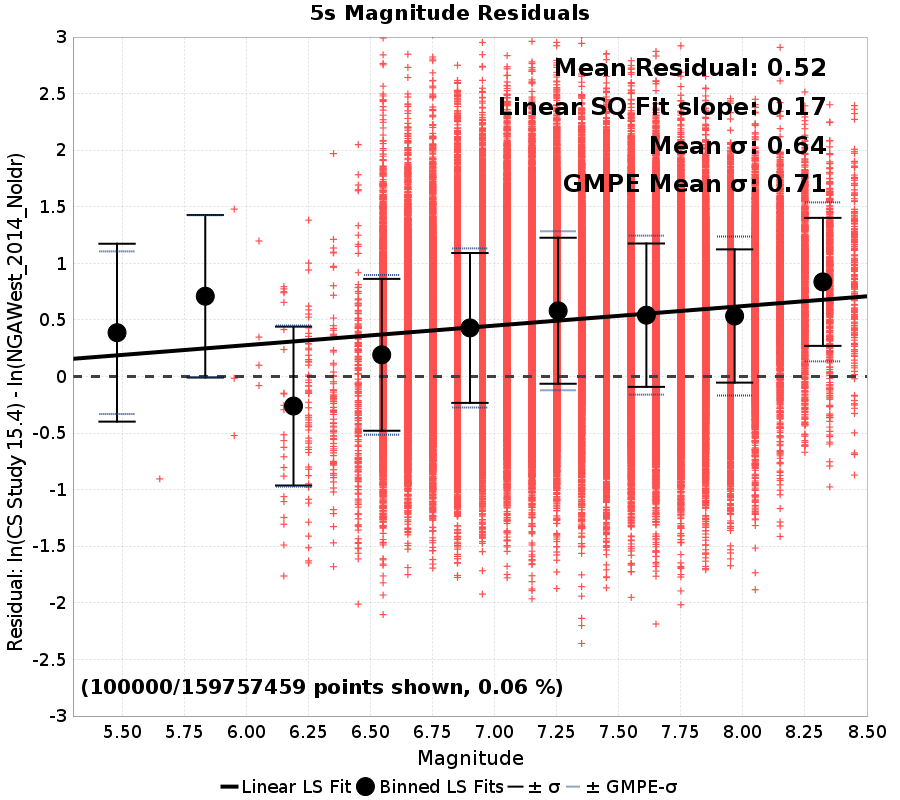 5s Magnitude Residuals
Residual: ln(CS Study 15.4) - ln(NGAWest_2014_NoIdr)
3
2.5
2
1.5
1
0.5
0
-0.5
-1
-1.5
-2
-2.5
-3
Mean Residual: 0.52
Linear SQ Fit slope: 0.17
Mean σ: 0.64
GMPE Mean σ: 0.71
(100000/159757459 points shown, 0.06 %)
5.50 5.75 6.00 6.25 6.50 6.75 7.00 7.25 7.50 7.75 8.00 8.25 8.50
Magnitude
Linear LS Fit Binned LS Fits ± σ ± GMPE-σ